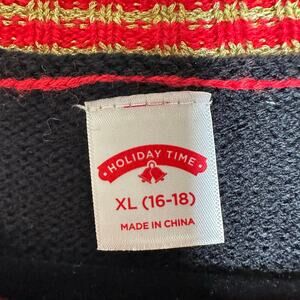 • HOLIDAY TIME •
XL (16-18)
MADE IN CHINA